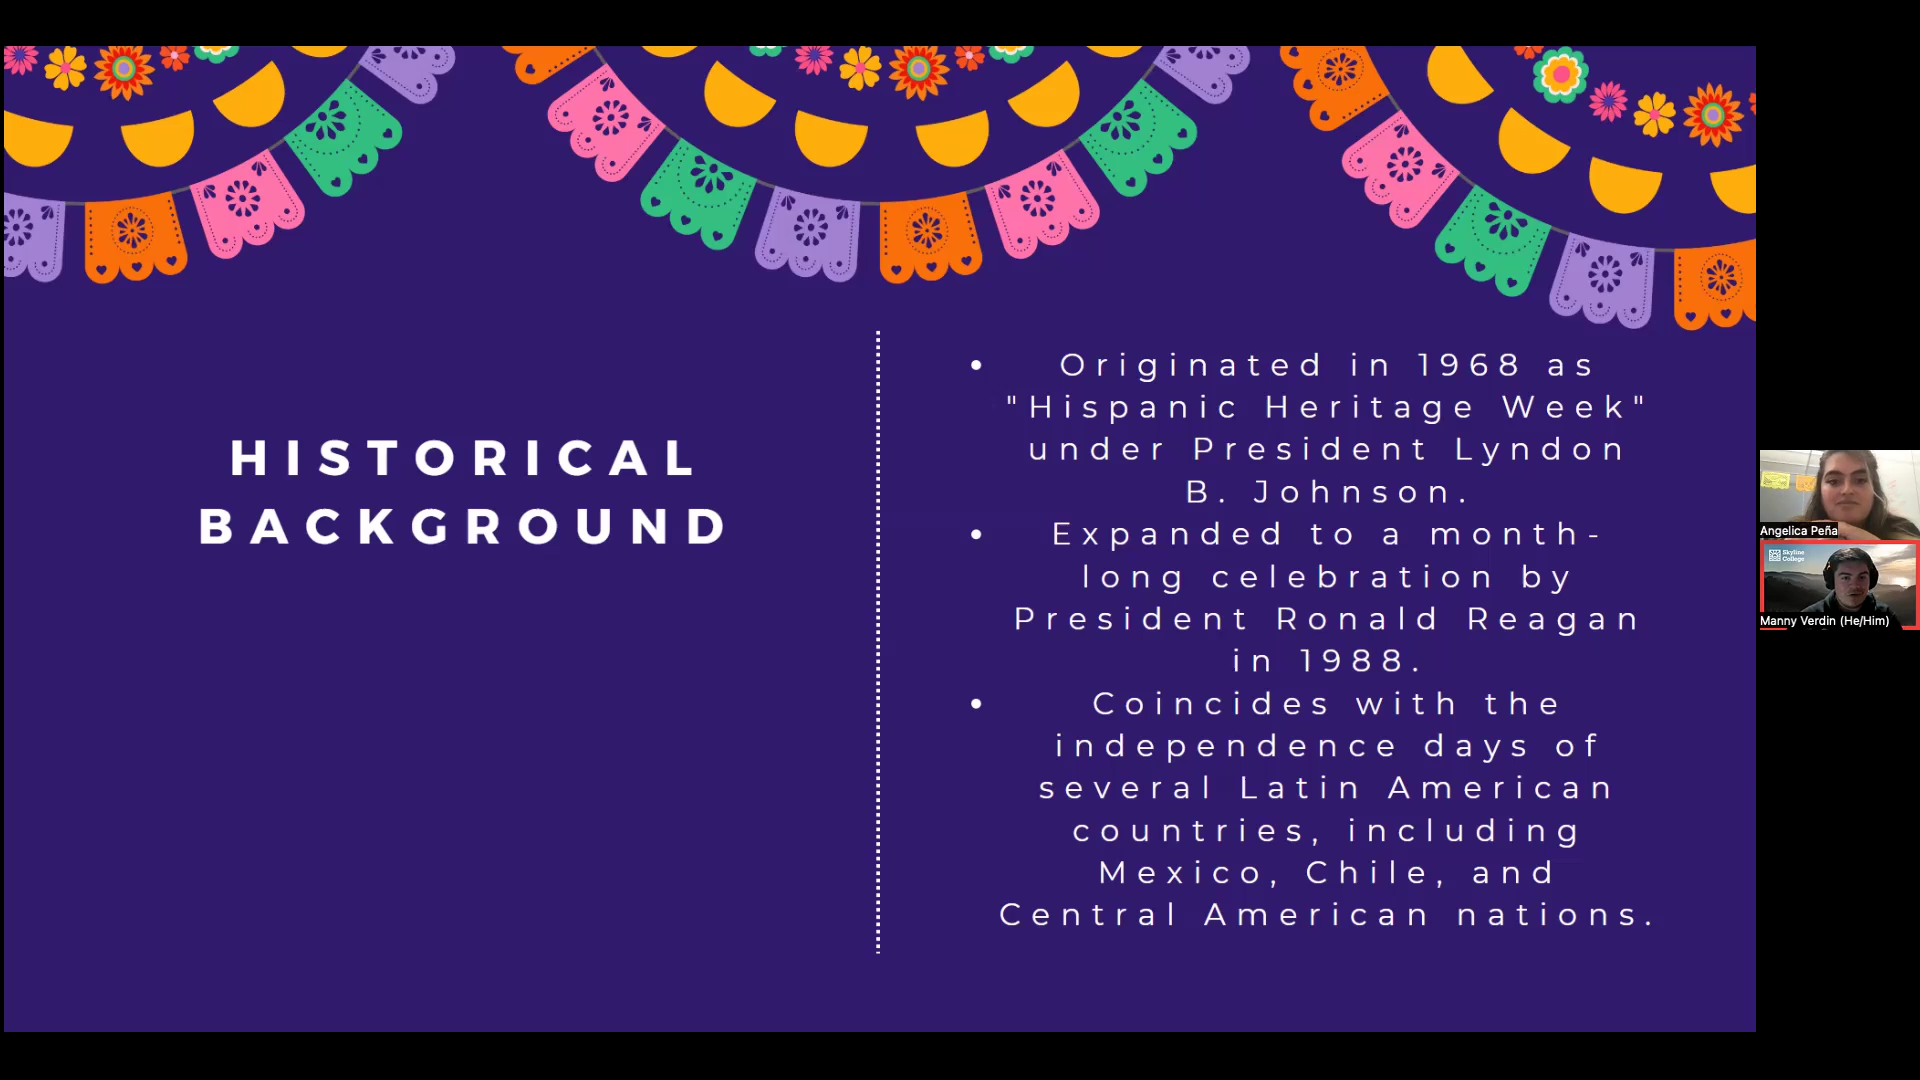 HISTORICAL
BACKGROUND
• Originated in 1968 as
"Hispanic Heritage Week"
under President Lyndon
B. Johnson.
• Expanded to a month-
long celebration by
President Ronald Reagan
in 1988.
• Coincides with the
independence days of
several Latin American
countries, including
Mexico, Chile, and
Central American nations.
Angelica Peña
Skyline
College
Manny Verdin (He/Him)